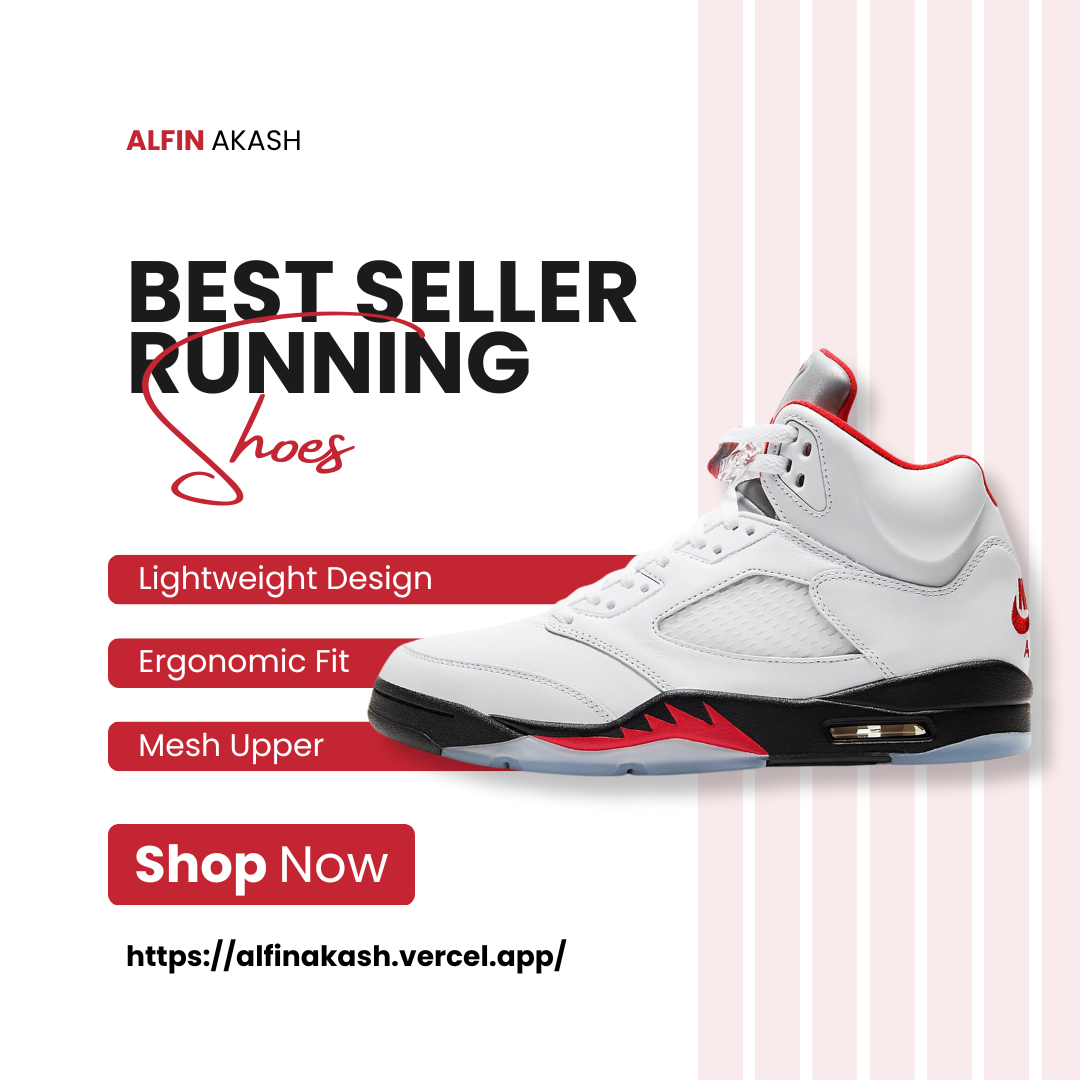 ALFIN AKASH
BEST SELLER
RUNNING
Shoes
Lightweight Design
Ergonomic Fit
Mesh Upper
Shop Now
https://alfinakash.vercel.app/